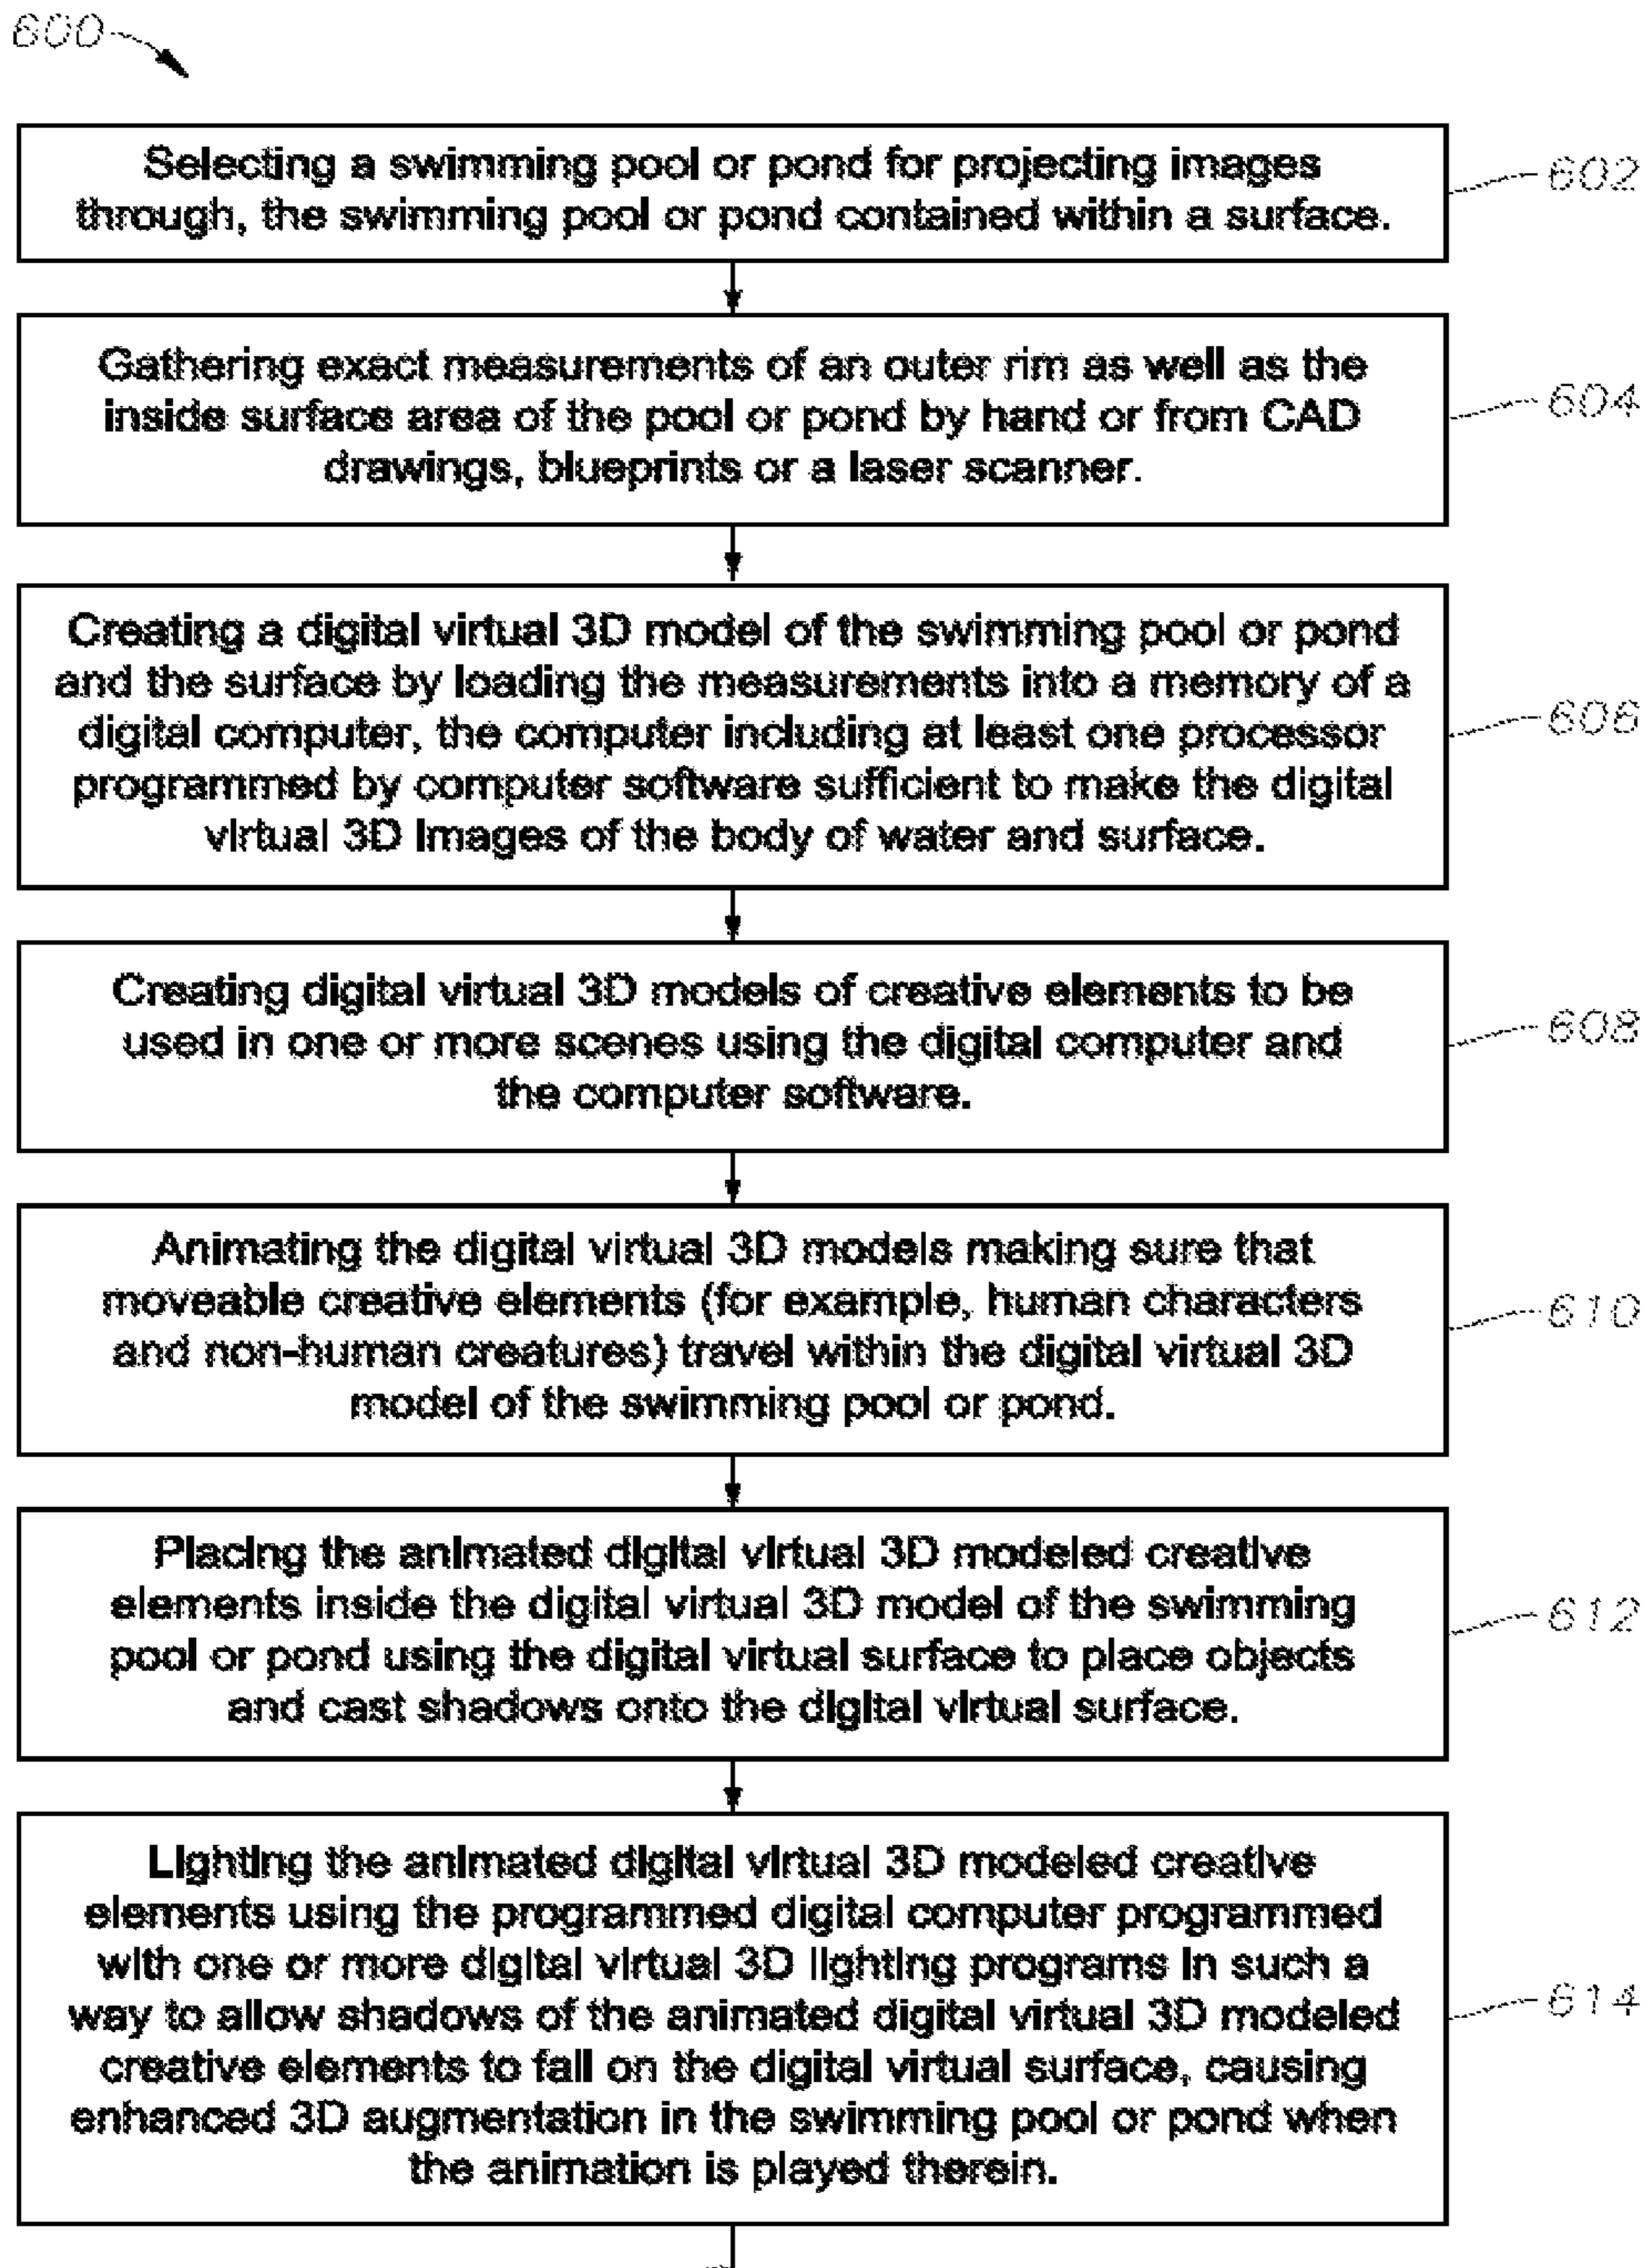 600
Selecting a swimming pool or pond for projecting images
through, the swimming pool or pond contained within a surface.
602
Gathering exact measurements of an outer rim as well as the
inside surface area of the pool or pond by hand or from CAD
drawings, blueprints or a laser scanner.
604
Creating a digital virtual 3D model of the swimming pool or pond
and the surface by loading the measurements into a memory of a
digital computer, the computer including at least one processor
programmed by computer software sufficient to make the digital
virtual 3D images of the body of water and surface.
606
Creating digital virtual 3D models of creative elements to be
used in one or more scenes using the digital computer and
the computer software.
608
Animating the digital virtual 3D models making sure that
moveable creative elements (for example, human characters
and non-human creatures) travel within the digital virtual 3D
model of the swimming pool or pond.
610
Placing the animated digital virtual 3D modeled creative
elements inside the digital virtual 3D model of the swimming
pool or pond using the digital virtual surface to place objects
and cast shadows onto the digital virtual surface.
612
Lighting the animated digital virtual 3D modeled creative
elements using the programmed digital computer programmed
with one or more digital virtual 3D lighting programs in such a
way to allow shadows of the animated digital virtual 3D modeled
creative elements to fall on the digital virtual surface, causing
enhanced 3D augmentation in the swimming pool or pond when
the animation is played therein.
614